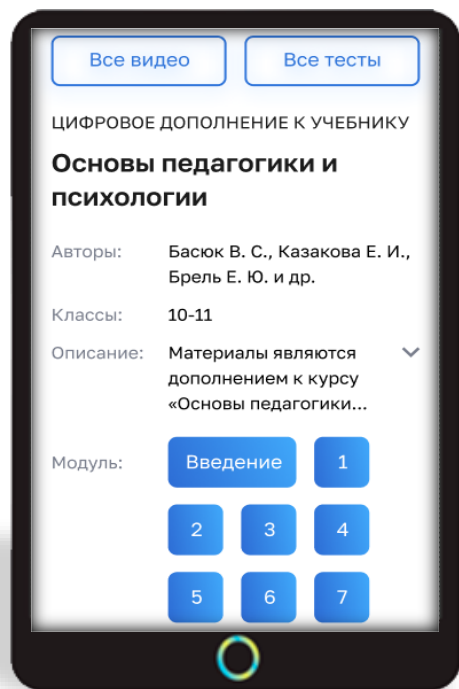 Все видео
Все тесты
ЦИФРОВОЕ ДОПОЛНЕНИЕ К УЧЕБНИКУ
Основы педагогики и
психологии
Авторы:
Басюк В. С., Казакова Е. И.,
Брель Е. Ю. и др.
Классы:
10-11
Описание:
Материалы являются
дополнением к курсу
«Основы педагогики...
Модуль:
Введение
1
2
3
4
5
6
7